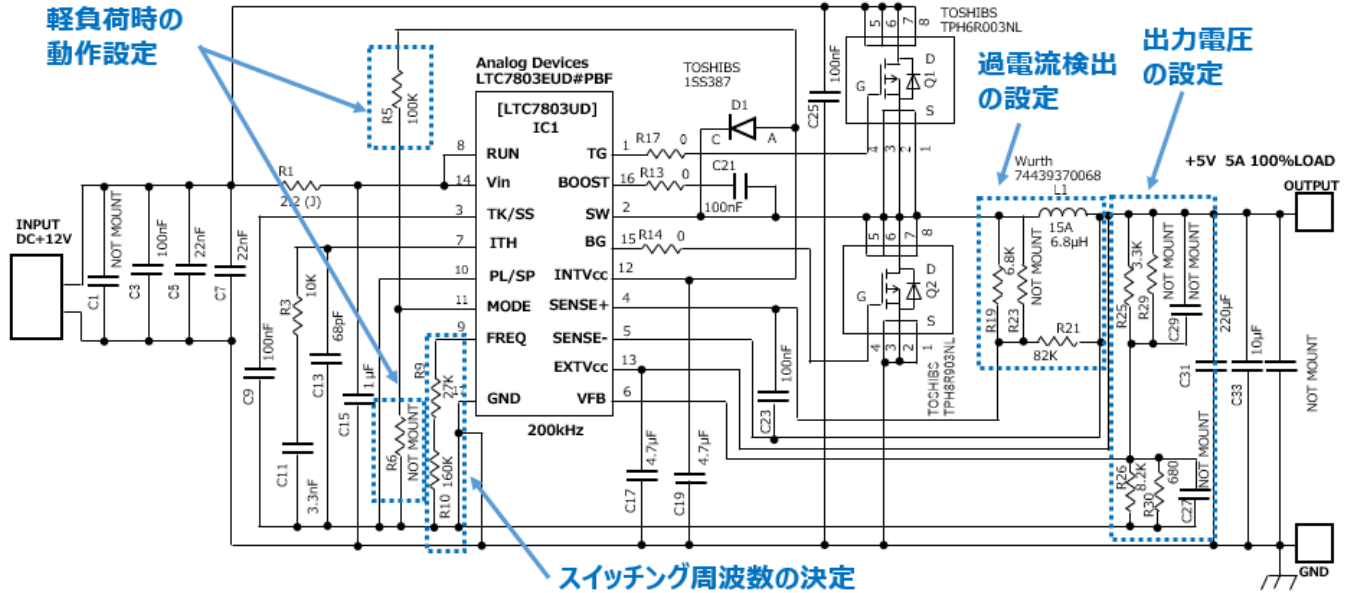 軽負荷時の
動作設定
Analog Devices
LTC7803EUD#PBF
[LTC7803UD]
IC1
TOSHIBS
1SS387
D1
C
A
TOSHIBS
TPH6R003NL
5
6
7
8
D
Q1
G
S
4
3
2
1
過電流検出
の設定
出力電圧
の設定
R5
100K
C25
100nF
8
RUN
14
Vin
3
TK/SS
7
ITH
10
PL/SP
11
MODE
9
FREQ
17
GND
TG
1
BOOST
16
SW
2
BG
15
INTVcc
12
SENSE+
4
SENSE-
5
EXTVcc
13
VFB
6
200kHz
R17
0
R13
0
C21
100nF
R14
0
Wurth
74439370068
L1
15A
6.8μH
+5V 5A 100%LOAD
OUTPUT
INPUT
DC+12V
C1
NOT MOUNT
C3
100nF
C5
22nF
C7
22nF
R1
2.2 (J)
C9
100nF
R3
10K
C11
3.3nF
C13
68pF
C15
1μF
R6
NOT MOUNT
R9
27K
R10
160K
5
6
7
8
D
Q2
G
S
4
3
2
1
TOSHIBS
TPH8R903NL
C17
4.7μF
C19
4.7μF
C23
100nF
R19
6.8K
R23
NOT MOUNT
R21
82K
R25
3.3K
R29
NOT MOUNT
C29
NOT MOUNT
C31
220μF
C33
10μF
NOT MOUNT
R26
8.2K
R30
680
C27
NOT MOUNT
GND
スイッチング周波数の決定